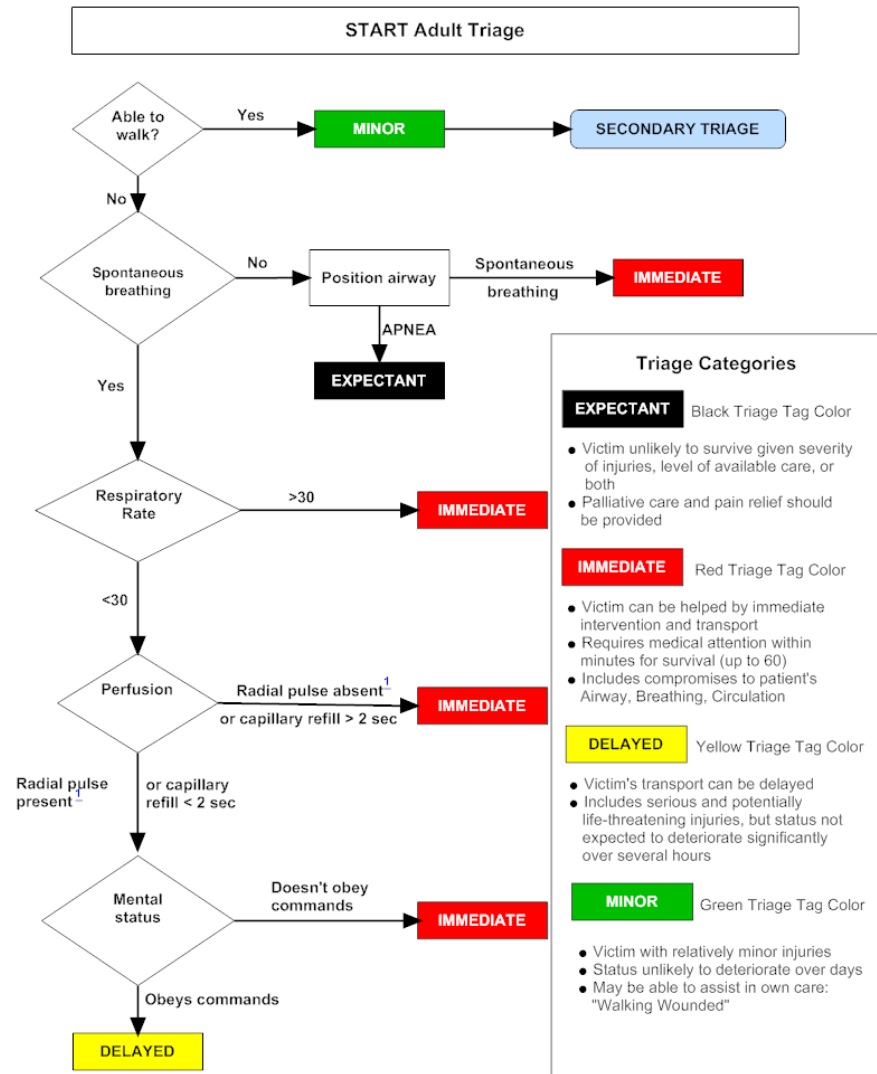 START Adult Triage
Able to
walk?
Yes
MINOR
SECONDARY TRIAGE
No
Spontaneous
breathing
No
Position airway
Spontaneous
breathing
IMMEDIATE
APNEA
EXPECTANT
Yes
Respiratory
Rate
>30
IMMEDIATE
<30
Perfusion
Radial pulse absent1
or capillary refill > 2 sec
IMMEDIATE
Radial pulse
present1
or capillary
refill < 2 sec
Mental
status
Doesn't obey
commands
IMMEDIATE
Obeys commands
DELAYED
Triage Categories
EXPECTANT Black Triage Tag Color
● Victim unlikely to survive given severity
of injuries, level of available care, or
both
● Palliative care and pain relief should
be provided
IMMEDIATE Red Triage Tag Color
● Victim can be helped by immediate
intervention and transport
● Requires medical attention within
minutes for survival (up to 60)
● Includes compromises to patient's
Airway, Breathing, Circulation
DELAYED Yellow Triage Tag Color
● Victim's transport can be delayed
● Includes serious and potentially
life-threatening injuries, but status not
expected to deteriorate significantly
over several hours
MINOR Green Triage Tag Color
● Victim with relatively minor injuries
● Status unlikely to deteriorate over days
● May be able to assist in own care:
"Walking Wounded"